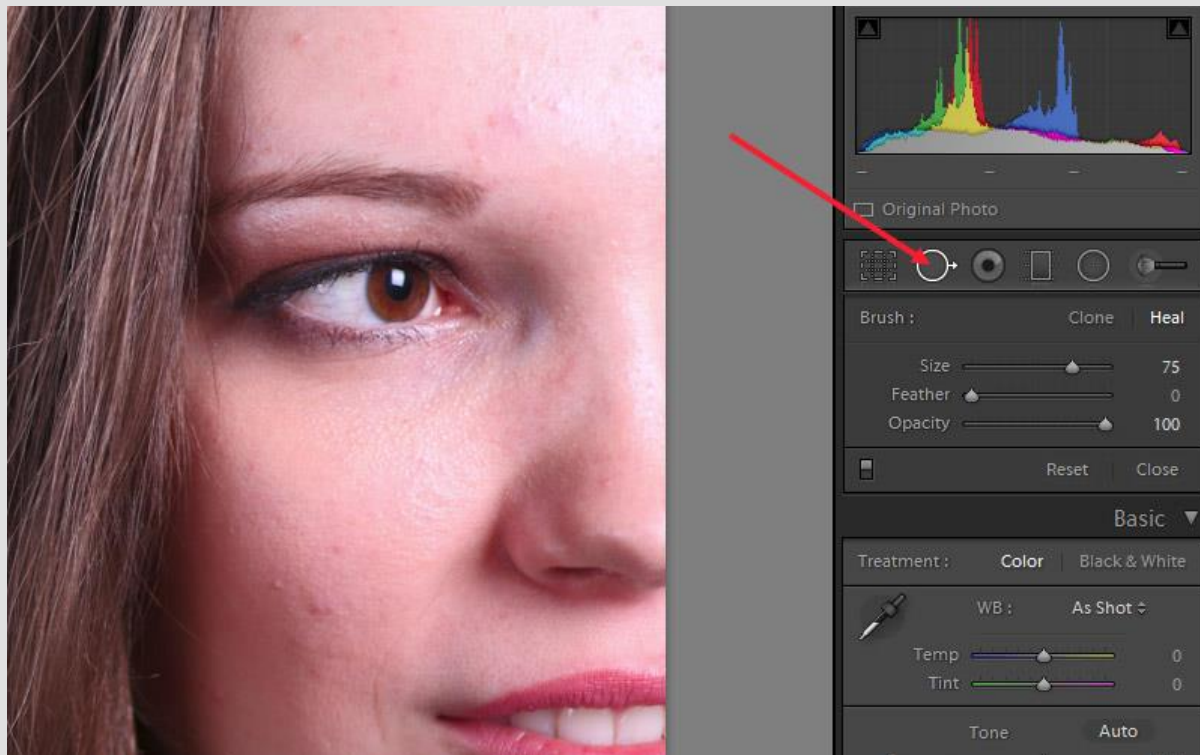 Original Photo
Brush : Clone Heal
Size 75
Feather 0
Opacity 100
Reset Close
Basic
Treatment : Color Black & White
WB : As Shot
Temp 0
Tint 0
Tone Auto